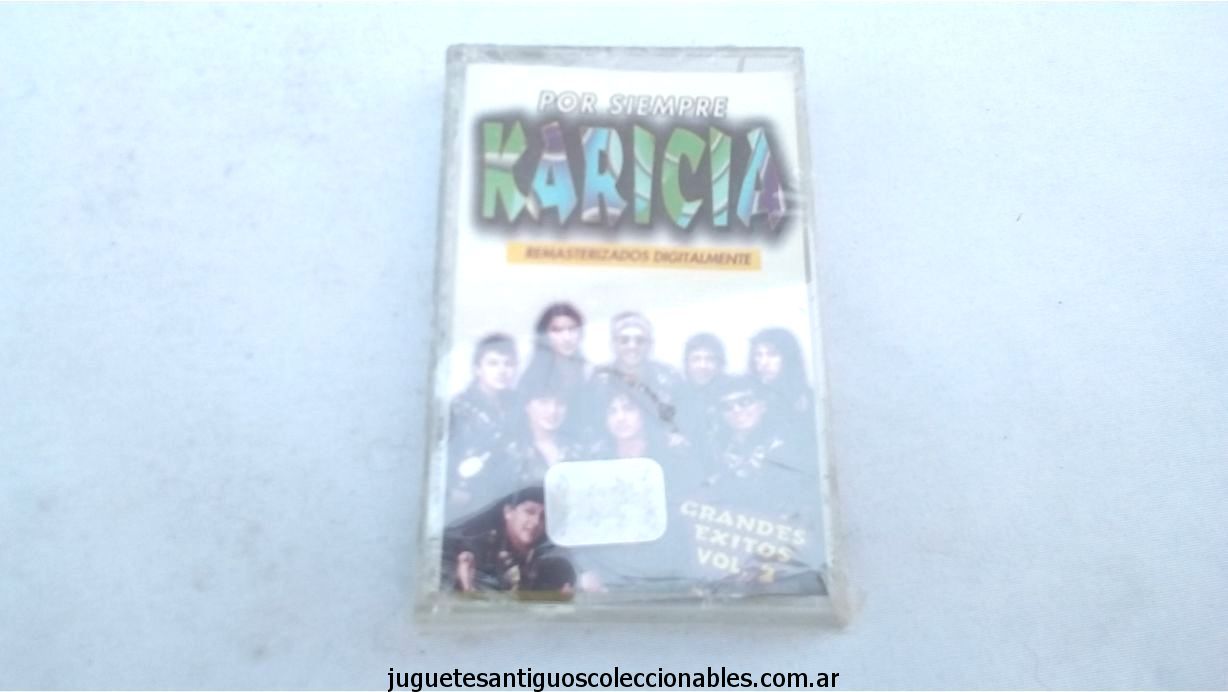 POR SIEMPRE
KARICIA
REMASTERIZADOS DIGITALMENTE
GRANDES
EXITOS
VOL. 2
juguetesantiguoscoleccionables.com.ar